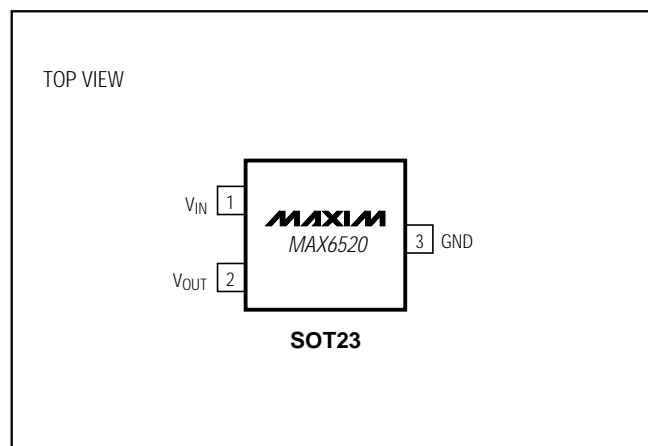 TOP VIEW
VIN 1
MAXIM
MAX6520
3 GND
VOUT 2
SOT23